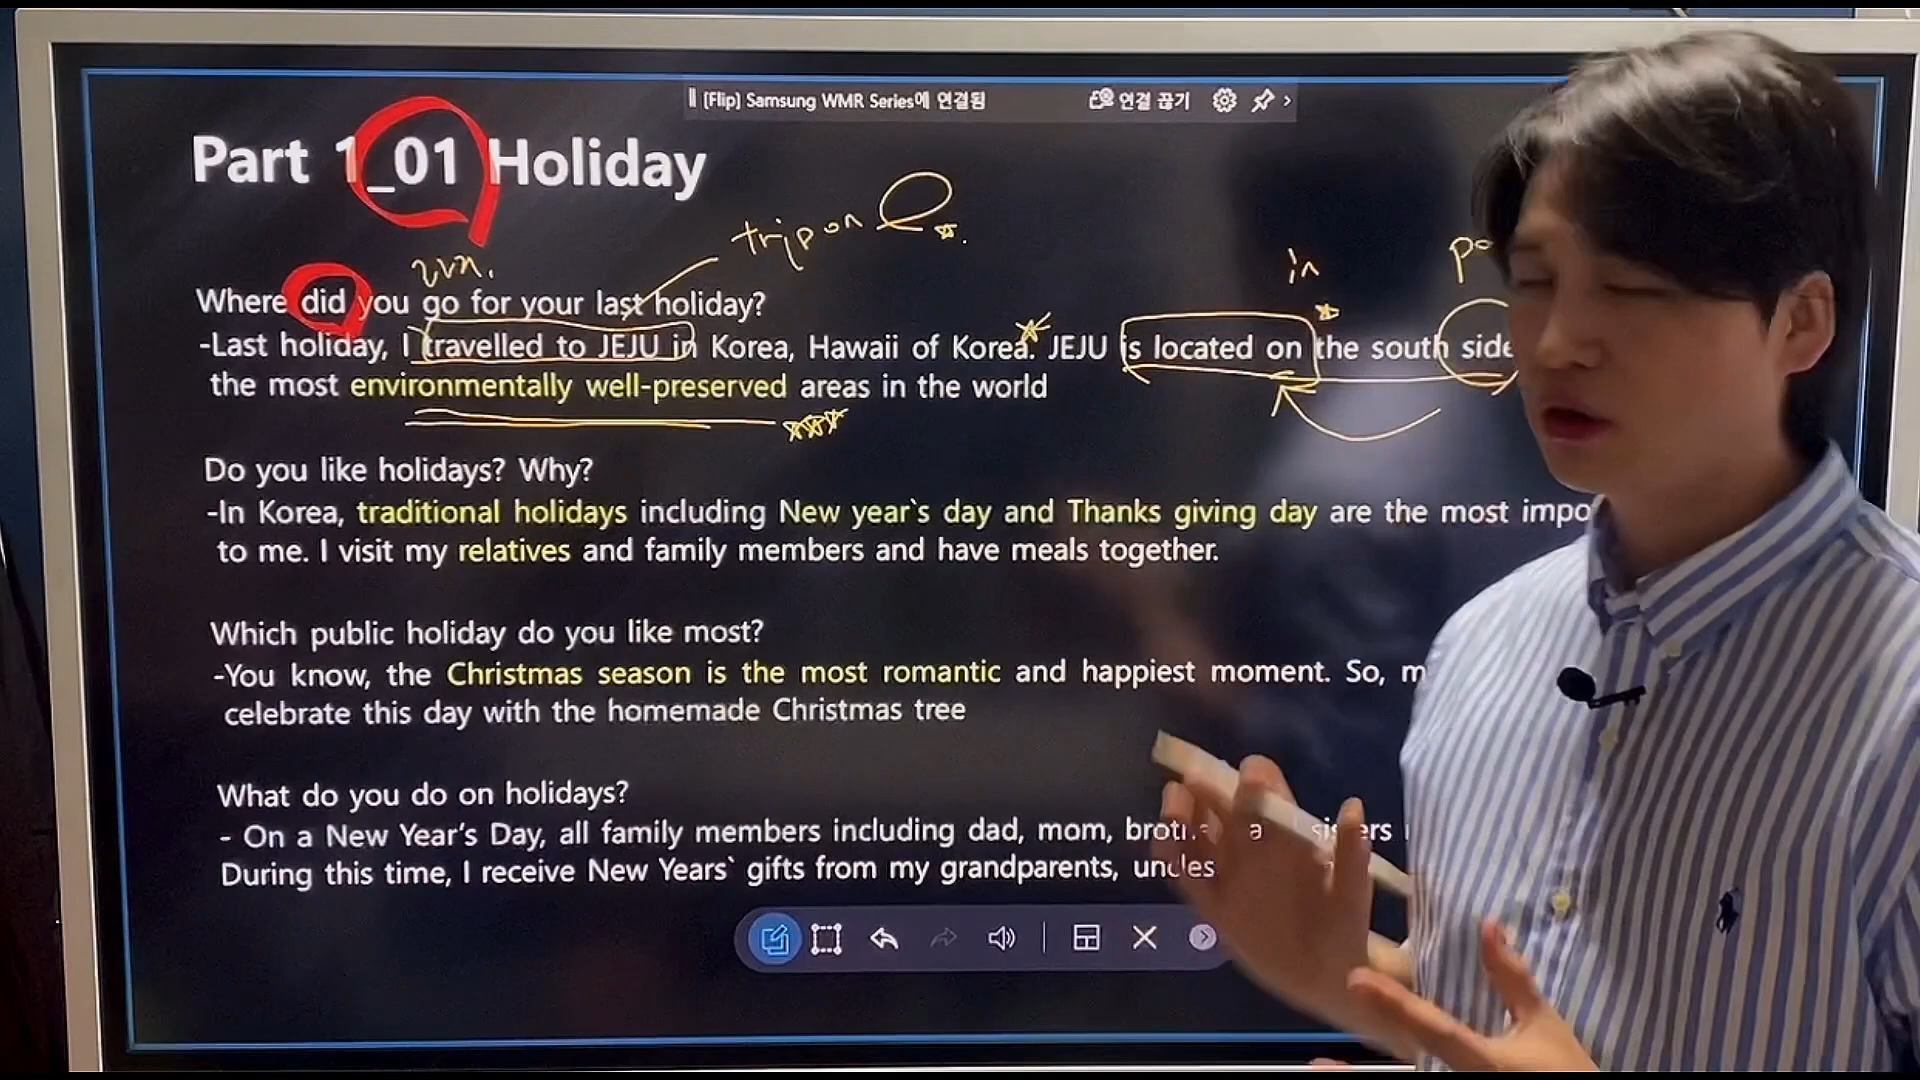 [Flip] Samsung WMR Series에 연결됨 연결 끊기
Part 1_01 Holiday
trip on
in
Where did you go for your last holiday?
-Last holiday, I travelled to JEJU in Korea, Hawaii of Korea. JEJU is located on the south side
the most environmentally well-preserved areas in the world
Do you like holidays? Why?
-In Korea, traditional holidays including New year`s day and Thanks giving day are the most impo
to me. I visit my relatives and family members and have meals together.
Which public holiday do you like most?
-You know, the Christmas season is the most romantic and happiest moment. So, m
celebrate this day with the homemade Christmas tree
What do you do on holidays?
- On a New Year's Day, all family members including dad, mom,
During this time, I receive New Years` gifts from my grandparents, uncles